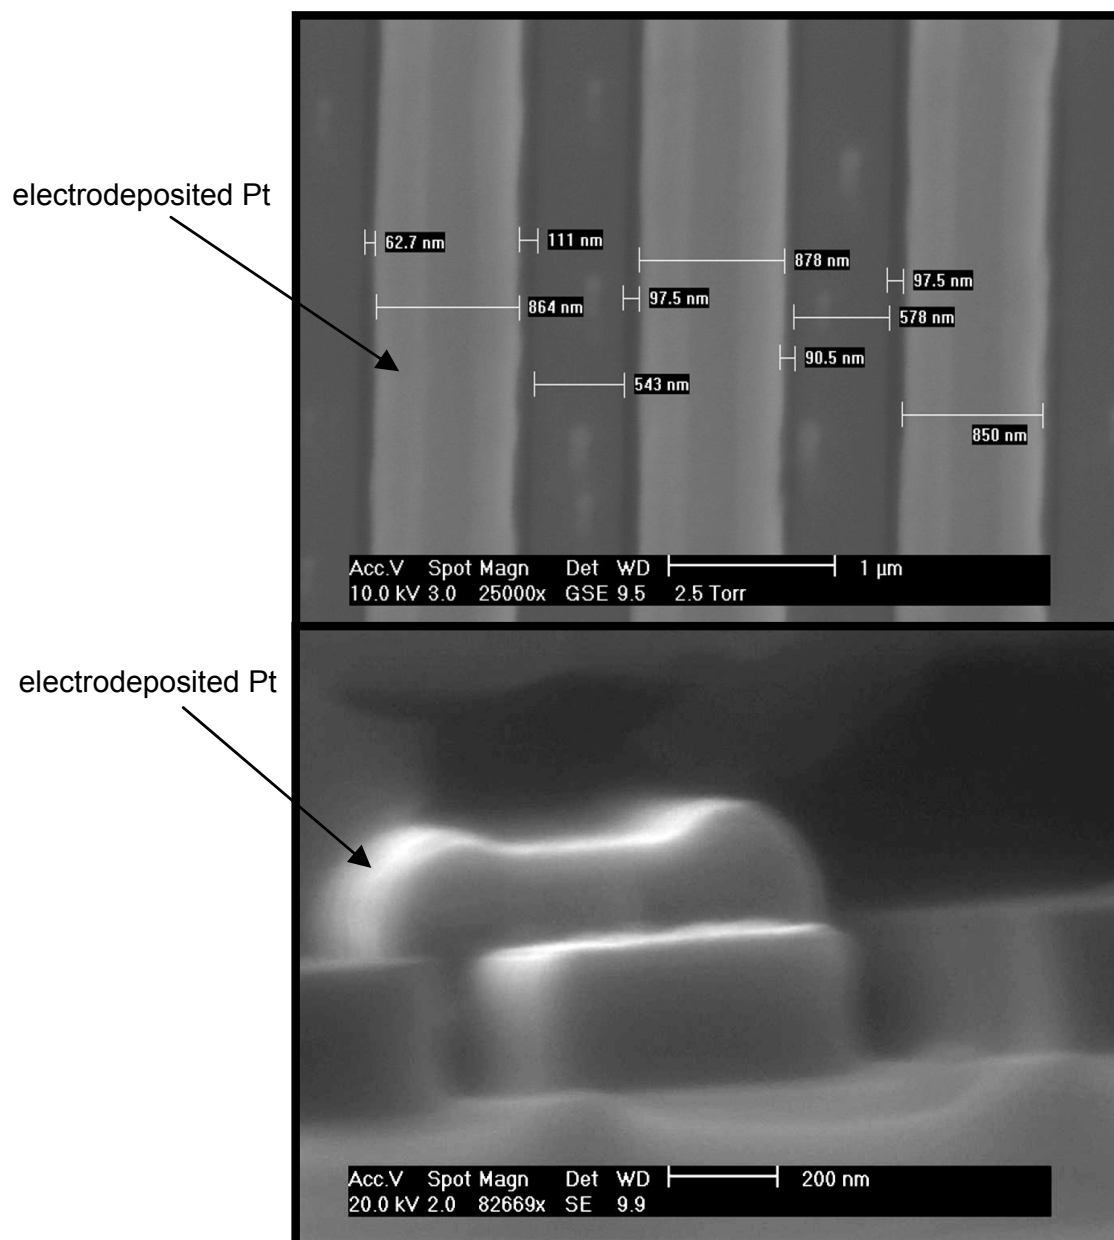 electrodeposited Pt
62.7 nm
111 nm
878 nm
97.5 nm
864 nm
97.5 nm
578 nm
90.5 nm
543 nm
850 nm
Acc.V Spot Magn Det WD 1 µm
10.0 kV 3.0 25000x GSE 9.5 2.5 Torr
electrodeposited Pt
Acc.V Spot Magn Det WD 200 nm
20.0 kV 2.0 82669x SE 9.9